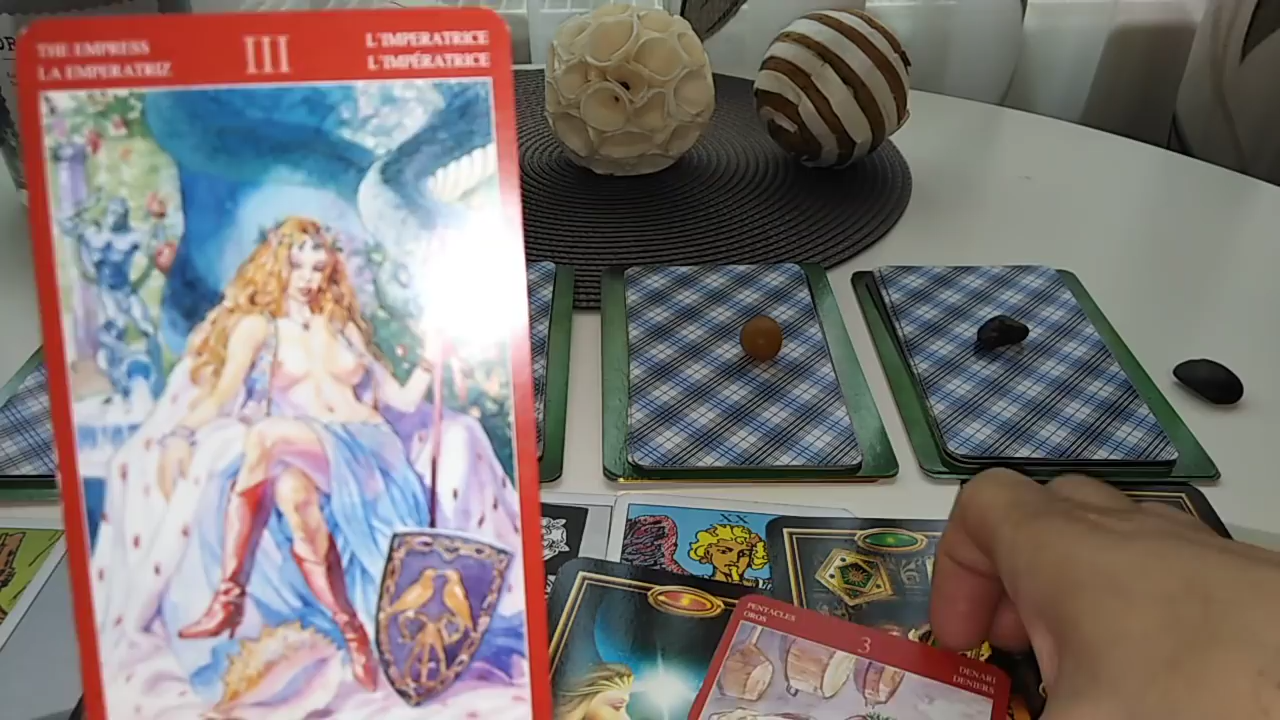 THE EMPRESS
LA EMPERATRIZ
III
L'IMPERATRICE
L'IMPÉRATRICE
XX
PENTACLES
OROS
3
DENARI
DENIERS